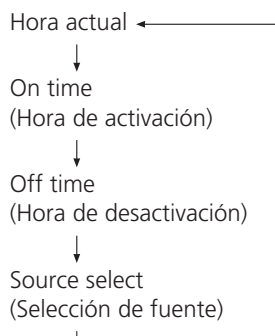 Hora actual
On time
(Hora de activación)
Off time
(Hora de desactivación)
Source select
(Selección de fuente)